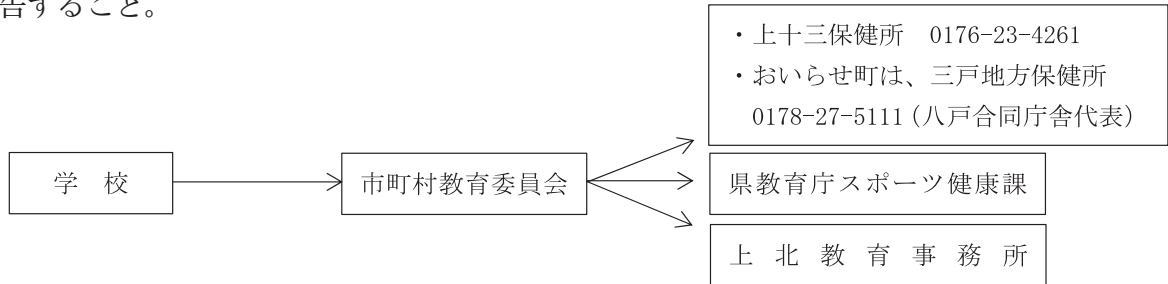 告すること。
・上十三保健所 0176-23-4261
・おいらせ町は、三戸地方保健所
0178-27-5111(八戸合同庁舎代表)
学 校
市町村教育委員会
県教育庁スポーツ健康課
上 北 教 育 事 務 所